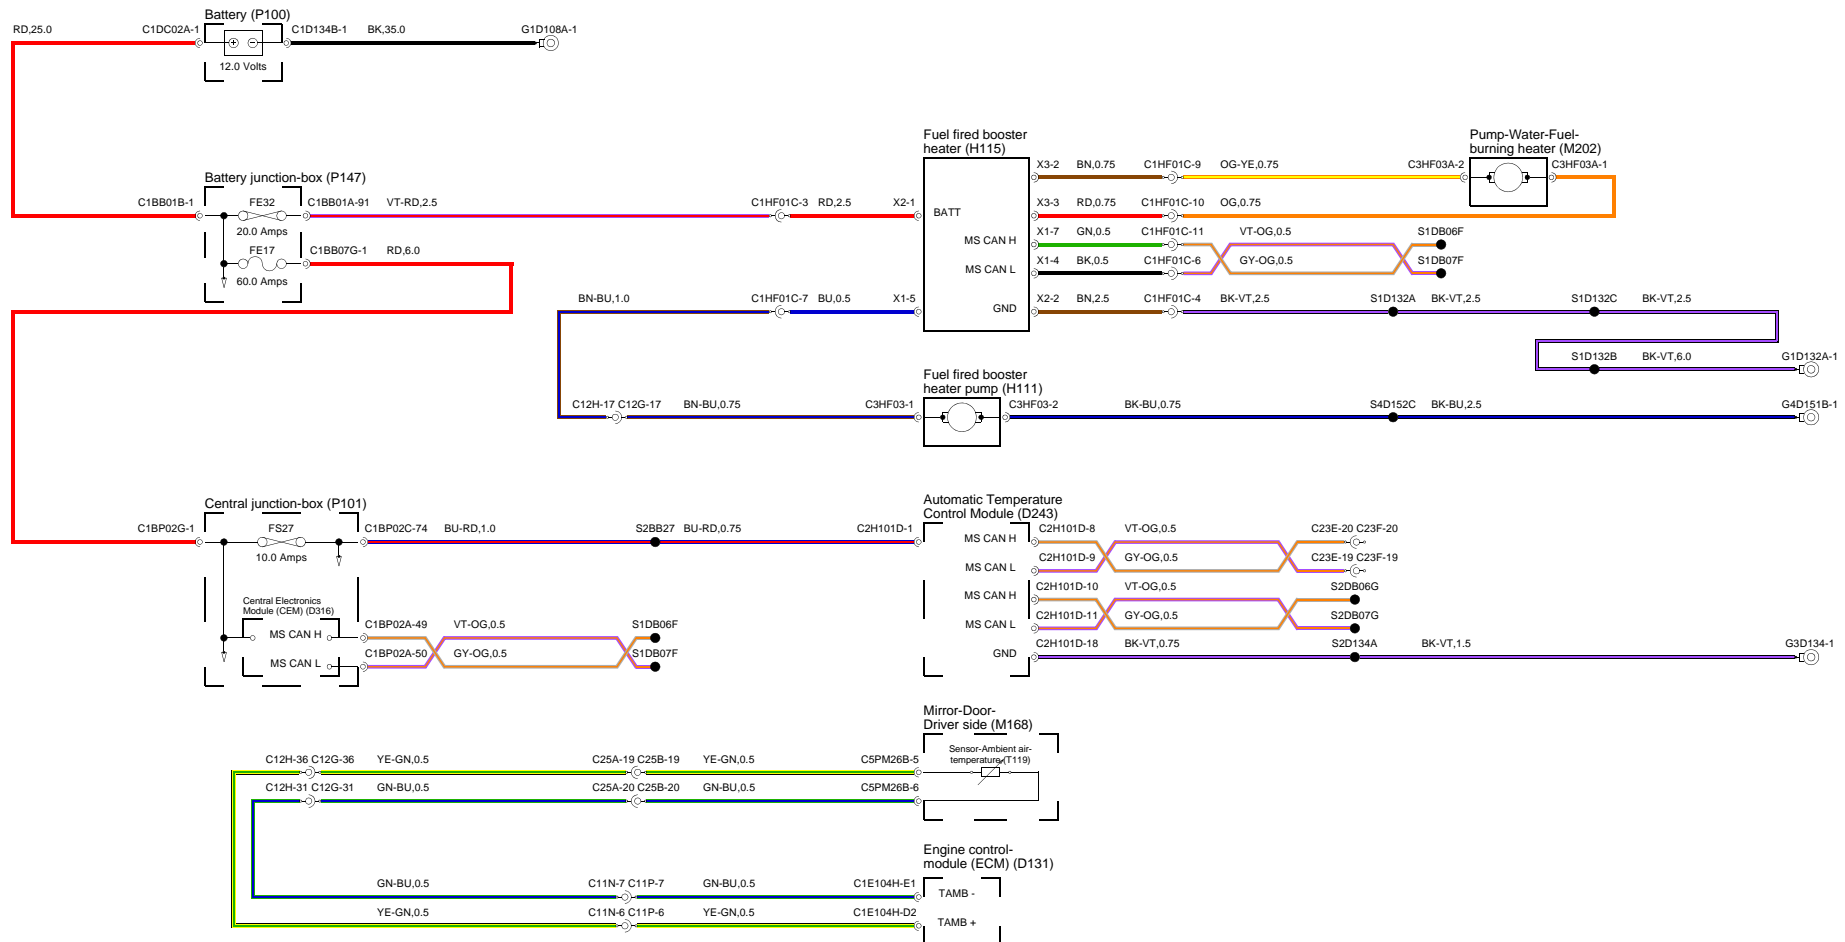 Battery (P100)
RD,25.0
C1DC02A-1
C1D134B-1
BK,35.0
G1D108A-1
12.0 Volts
Fuel fired booster
heater (H115)
Pump-Water-Fuel-
burning heater (M202)
X3-2
BN,0.75
C1HF01C-9
OG-YE,0.75
C3HF03A-2
C3HF03A-1
Battery junction-box (P147)
C1BB01B-1
FE32
C1BB01A-91
VT-RD,2.5
C1HF01C-3
RD,2.5
X2-1
BATT
X3-3
RD,0.75
C1HF01C-10
OG,0.75
20.0 Amps
MS CAN H
X1-7
GN,0.5
C1HF01C-11
VT-OG,0.5
S1DB06F
FE17
C1BB07G-1
RD,6.0
MS CAN L
X1-4
BK,0.5
C1HF01C-6
GY-OG,0.5
S1DB07F
60.0 Amps
BN-BU,1.0
C1HF01C-7
BU,0.5
X1-5
GND
X2-2
BN,2.5
C1HF01C-4
BK-VT,2.5
S1D132A
BK-VT,2.5
S1D132C
BK-VT,2.5
S1D132B
BK-VT,6.0
G1D132A-1
Fuel fired booster
heater pump (H111)
C12H-17 C12G-17
BN-BU,0.75
C3HF03-1
C3HF03-2
BK-BU,0.75
S4D152C
BK-BU,2.5
G4D151B-1
Central junction-box (P101)
Automatic Temperature
Control Module (D243)
C1BP02G-1
FS27
C1BP02C-74
BU-RD,1.0
S2BB27
BU-RD,0.75
C2H101D-1
MS CAN H
C2H101D-8
VT-OG,0.5
C23E-20 C23F-20
10.0 Amps
MS CAN L
C2H101D-9
GY-OG,0.5
C23E-19 C23F-19
MS CAN H
C2H101D-10
VT-OG,0.5
S2DB06G
Central Electronics
Module (CEM) (D316)
MS CAN L
C2H101D-11
GY-OG,0.5
S2DB07G
MS CAN H
C1BP02A-49
VT-OG,0.5
S1DB06F
GND
C2H101D-18
BK-VT,0.75
S2D134A
BK-VT,1.5
G3D134-1
MS CAN L
C1BP02A-50
GY-OG,0.5
S1DB07F
Mirror-Door-
Driver side (M168)
Sensor-Ambient air-
temperature (T119)
C12H-36 C12G-36
YE-GN,0.5
C25A-19 C25B-19
YE-GN,0.5
C5PM26B-5
C12H-31 C12G-31
GN-BU,0.5
C25A-20 C25B-20
GN-BU,0.5
C5PM26B-6
Engine control-
module (ECM) (D131)
GN-BU,0.5
C11N-7 C11P-7
GN-BU,0.5
C1E104H-E1
TAMB -
YE-GN,0.5
C11N-6 C11P-6
YE-GN,0.5
C1E104H-D2
TAMB +